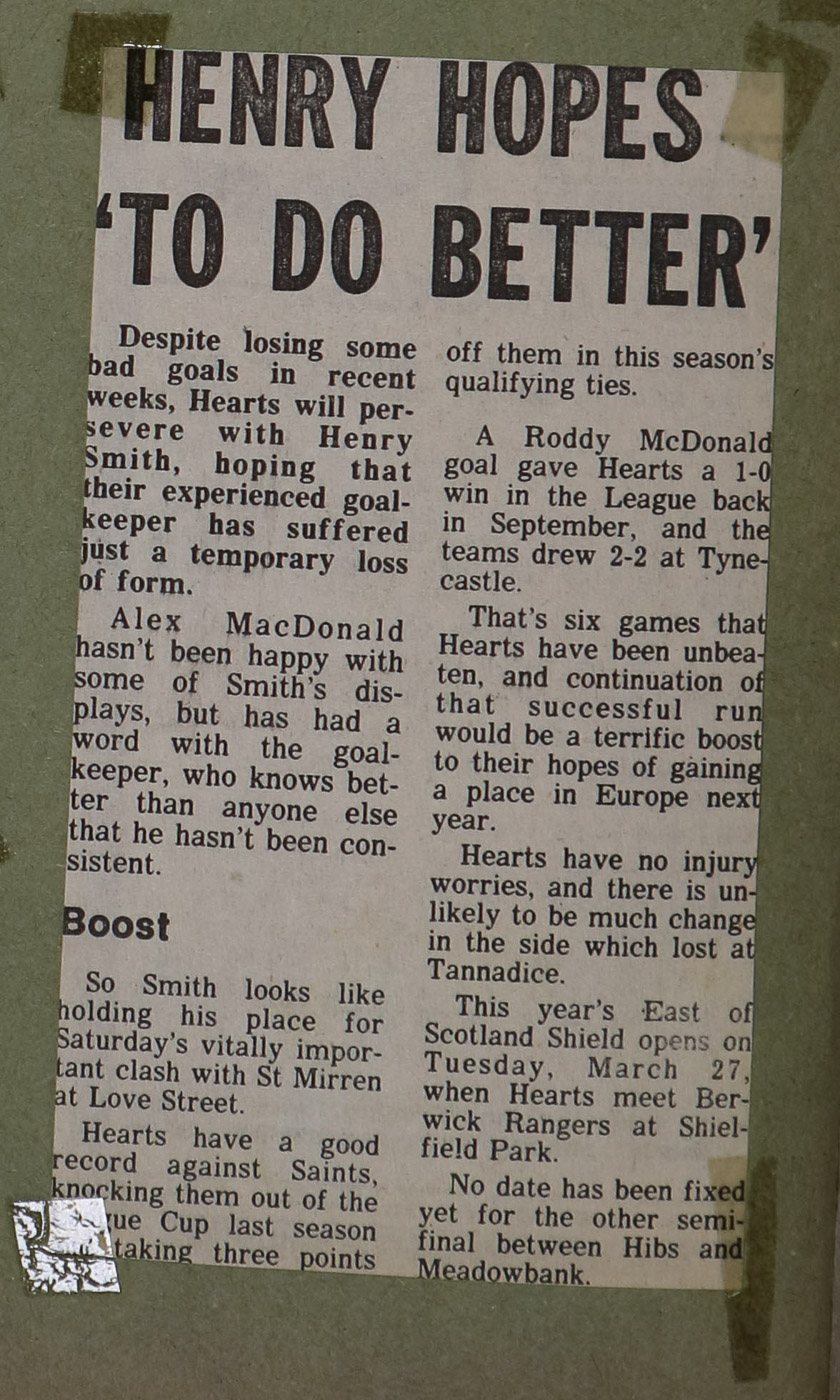 HENRY HOPES
‘TO DO BETTER’
Despite losing some
bad goals in recent
weeks, Hearts will per-
severe with Henry
Smith, hoping that
their experienced goal-
keeper has suffered
just a temporary loss
of form.
Alex MacDonald
hasn't been happy with
some of Smith's dis-
plays, but has had a
word with the goal-
keeper, who knows bet-
ter than anyone else
that he hasn't been con-
sistent.
Boost
So Smith looks like
holding his place for
Saturday's vitally impor-
tant clash with St Mirren
at Love Street.
Hearts have a good
record against Saints,
knocking them out of the
Cup last season
taking three points
off them in this season's
qualifying ties.
A Roddy McDonald
goal gave Hearts a 1-0
win in the League back
in September, and the
teams drew 2-2 at Tyne-
castle.
That's six games that
Hearts have been unbea-
ten, and continuation of
that successful run
would be a terrific boost
to their hopes of gaining
a place in Europe next
year.
Hearts have no injury
worries, and there is un-
likely to be much change
in the side which lost at
Tannadice.
This year's East of
Scotland Shield opens on
Tuesday, March 27,
when Hearts meet Ber-
wick Rangers at Shiel-
field Park.
No date has been fixed
yet for the other semi-
final between Hibs and
Meadowbank.